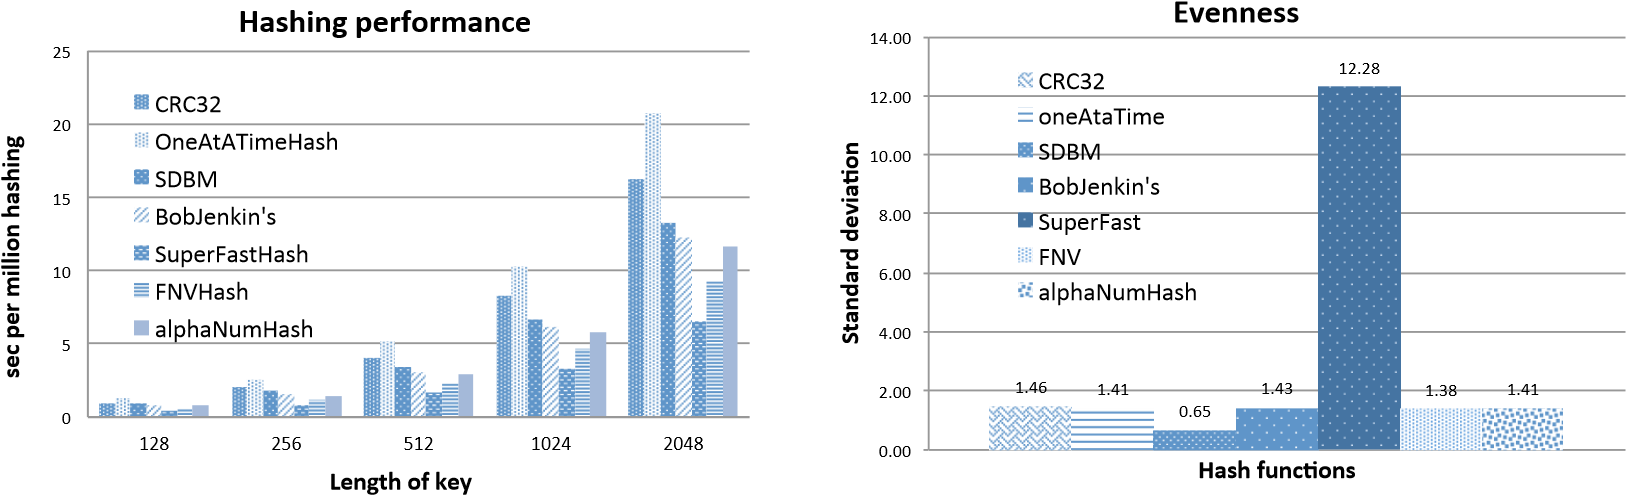 Hashing performance
25
20
15
10
5
0
sec per million hashing
CRC32
OneAtATimeHash
SDBM
BobJenkin's
SuperFastHash
FNVHash
alphaNumHash
128 256 512 1024 2048
Length of key
Evenness
14.00
12.00
10.00
8.00
6.00
4.00
2.00
0.00
Standard deviation
CRC32
oneAtaTime
SDBM
BobJenkin's
SuperFast
FNV
alphaNumHash
1.46 1.41 0.65 1.43 12.28 1.38 1.41
Hash functions